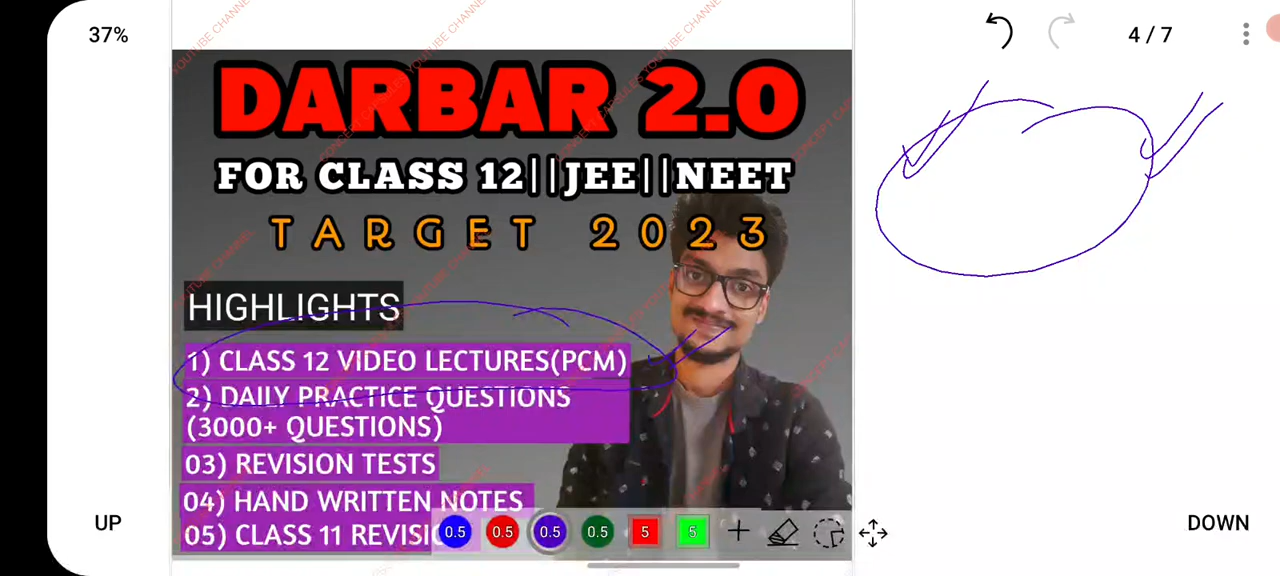 37%
4 / 7
DARBAR 2.0
FOR CLASS 12||JEE||NEET
TARGET 2023
HIGHLIGHTS
1) CLASS 12 VIDEO LECTURES(PCM)
2) DAILY PRACTICE QUESTIONS
(3000+ QUESTIONS)
03) REVISION TESTS
04) HAND WRITTEN NOTES
05) CLASS 11 REVISI
0.5 0.5 0.5 0.5 5 5
UP
DOWN